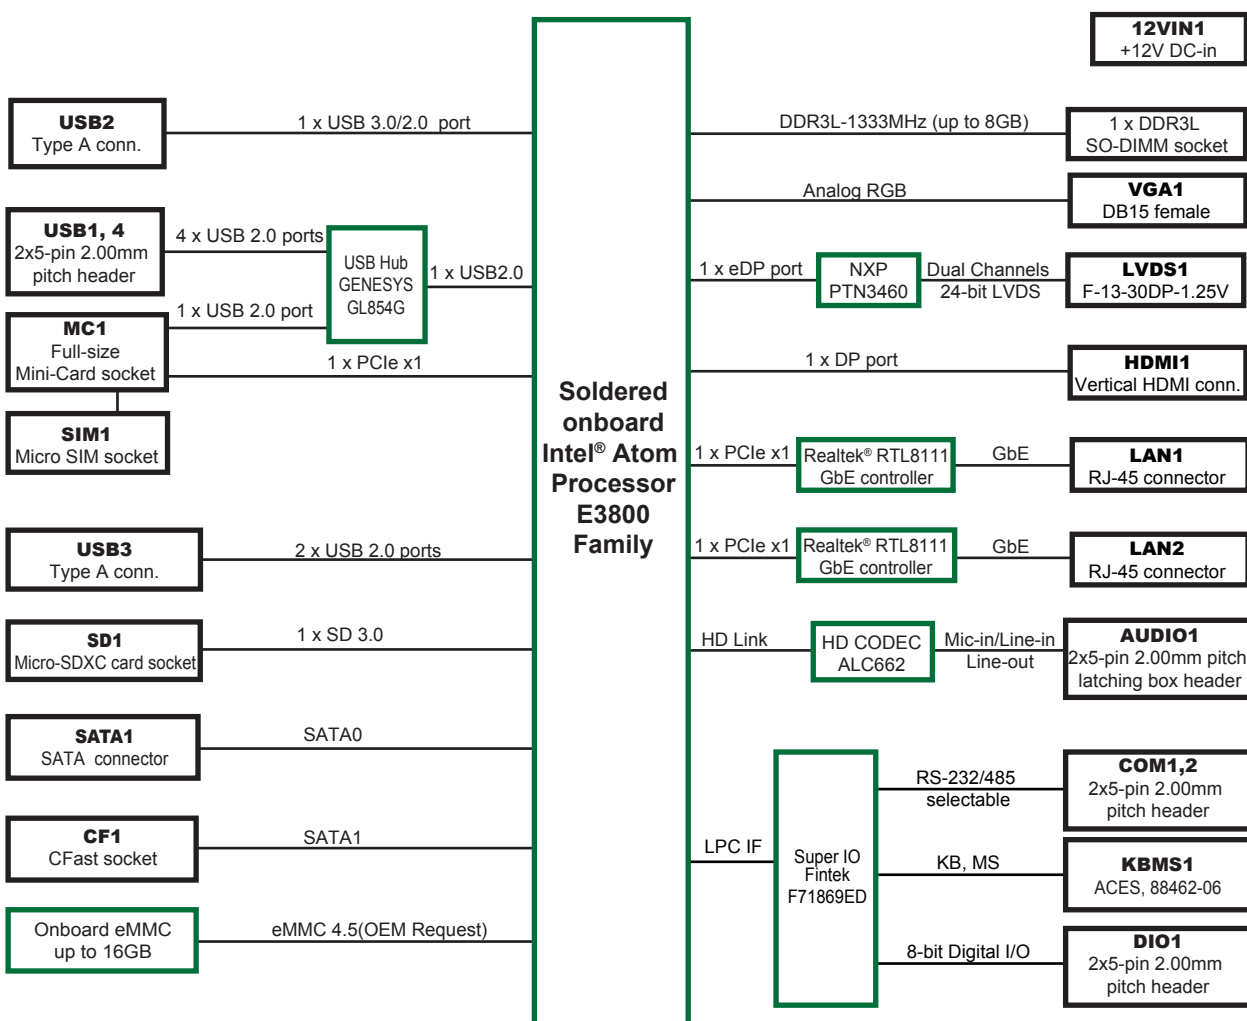 12VIN1
+12V DC-in
USB2
Type A conn.
1 x USB 3.0/2.0 port
USB1, 4
2x5-pin 2.00mm
pitch header
4 x USB 2.0 ports
USB Hub
GENESYS
GL854G
1 x USB2.0
1 x USB 2.0 port
MC1
Full-size
Mini-Card socket
1 x PCIe x1
SIM1
Micro SIM socket
USB3
Type A conn.
2 x USB 2.0 ports
SD1
Micro-SDXC card socket
1 x SD 3.0
SATA1
SATA connector
SATA0
CF1
CFast socket
SATA1
Onboard eMMC
up to 16GB
eMMC 4.5(OEM Request)
Soldered
onboard
Intel® Atom
Processor
E3800
Family
DDR3L-1333MHz (up to 8GB)
1 x DDR3L
SO-DIMM socket
Analog RGB
VGA1
DB15 female
1 x eDP port
NXP
PTN3460
Dual Channels
24-bit LVDS
LVDS1
F-13-30DP-1.25V
1 x DP port
HDMI1
Vertical HDMI conn.
1 x PCIe x1
Realtek® RTL8111
GbE controller
GbE
LAN1
RJ-45 connector
1 x PCIe x1
Realtek® RTL8111
GbE controller
GbE
LAN2
RJ-45 connector
HD Link
HD CODEC
ALC662
Mic-in/Line-in
Line-out
AUDIO1
2x5-pin 2.00mm pitch
latching box header
LPC IF
Super IO
Fintek
F71869ED
RS-232/485
selectable
COM1,2
2x5-pin 2.00mm
pitch header
KB, MS
KBMS1
ACES, 88462-06
8-bit Digital I/O
DIO1
2x5-pin 2.00mm
pitch header